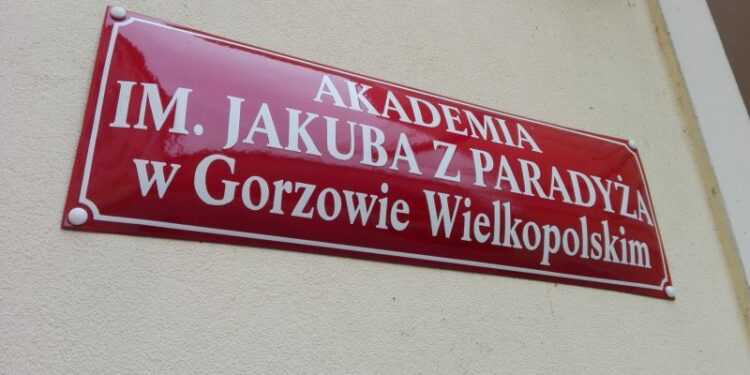 AKADEMIA
IM. JAKUBA Z PARADYŻA
w Gorzowie Wielkopolskim